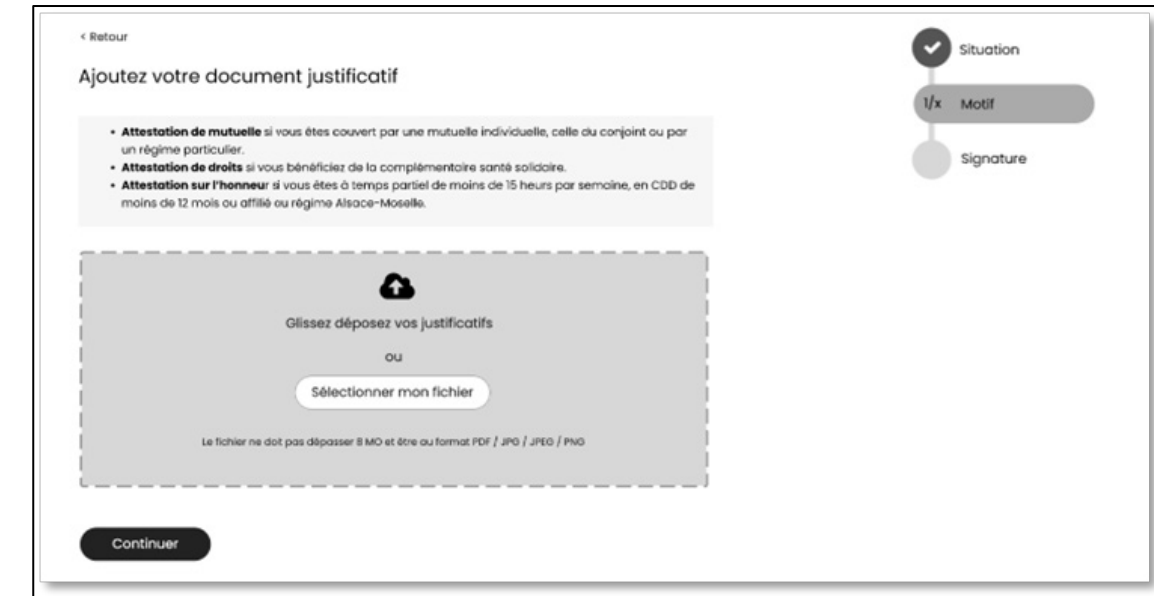 < Retour
Ajoutez votre document justificatif
• Attestation de mutuelle si vous êtes couvert par une mutuelle individuelle, celle du conjoint ou par
un régime particulier.
• Attestation de droits si vous bénéficiez de la complémentaire santé solidaire.
• Attestation sur l'honneur si vous êtes à temps partiel de moins de 15 heurs par semaine, en CDD de
moins de 12 mois ou affilié au régime Alsace-Moselle.
Glissez déposez vos justificatifs
ou
Sélectionner mon fichier
Le fichier ne doit pas dépasser 8 MO et être au format PDF / JPG / JPEG / PNG
Continuer
Situation
1/x Motif
Signature